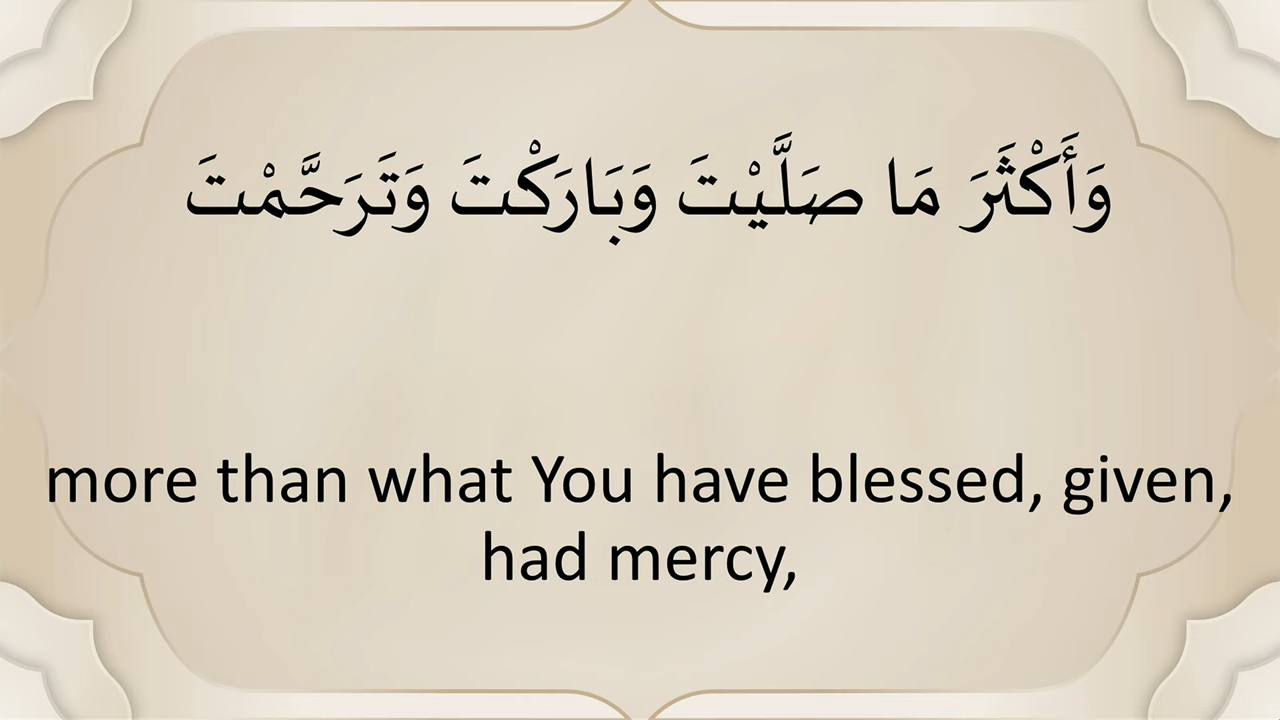 وَأَكْثَرَ مَا صَلَّيْتَ وَبَارَكْتَ وَتَرَحَّمْتَ
more than what You have blessed, given,
had mercy,